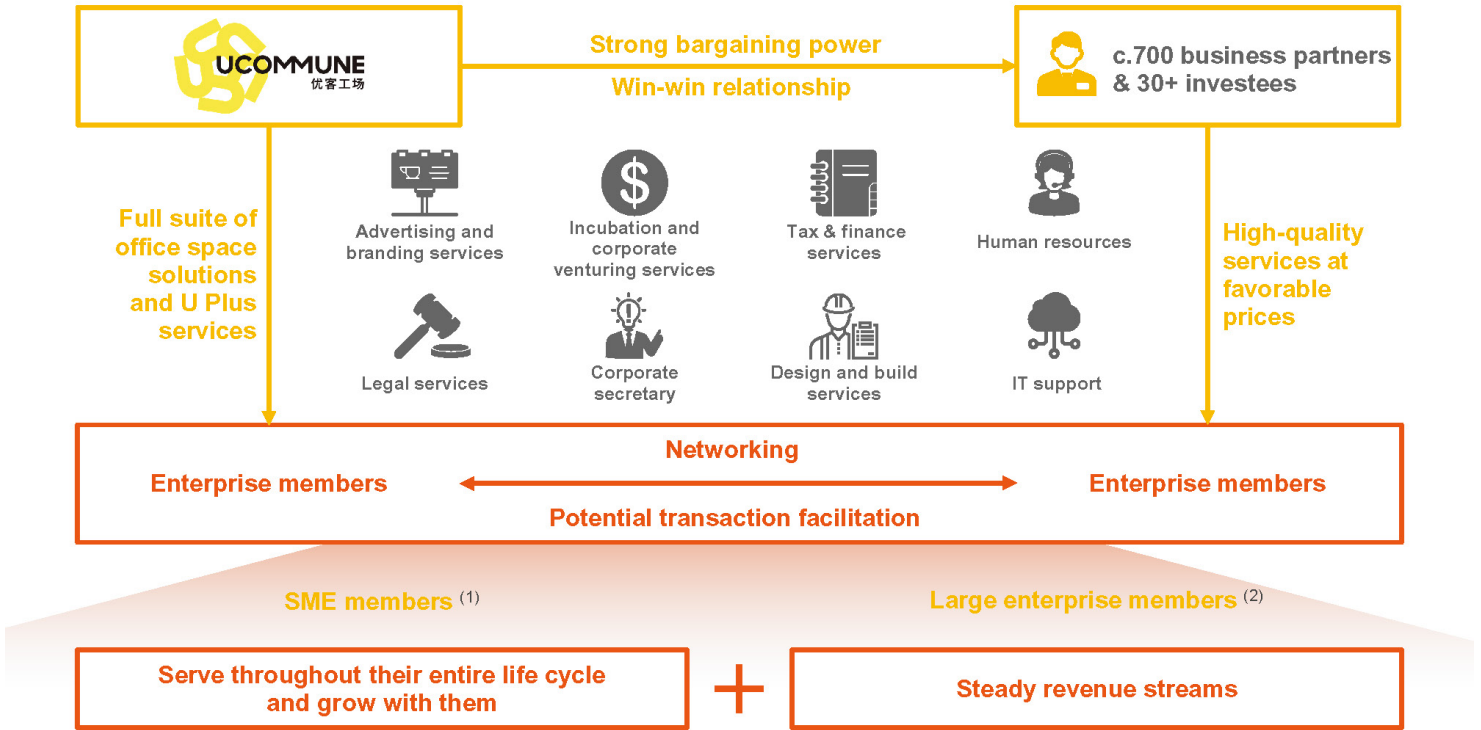 UCOMMUNE
优客工场
Strong bargaining power
Win-win relationship
c.700 business partners
& 30+ investees
Full suite of
office space
solutions
and U Plus
services
Advertising and
branding services
Incubation and
corporate
venturing services
Tax & finance
services
Human resources
Legal services
Corporate
secretary
Design and build
services
IT support
High-quality
services at
favorable
prices
Networking
Enterprise members
Enterprise members
Potential transaction facilitation
SME members (1)
Large enterprise members (2)
Serve throughout their entire life cycle
and grow with them
+
Steady revenue streams